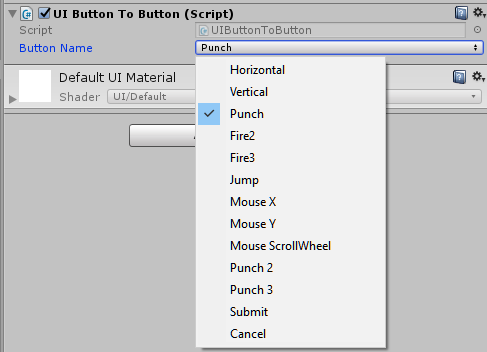 UI Button To Button (Script)
Script UIButtonToButton
Button Name Punch
Horizontal
Vertical
Default UI Material
Shader UI/Default
Punch
Fire2
Fire3
Jump
Mouse X
Mouse Y
Mouse ScrollWheel
Punch 2
Punch 3
Submit
Cancel